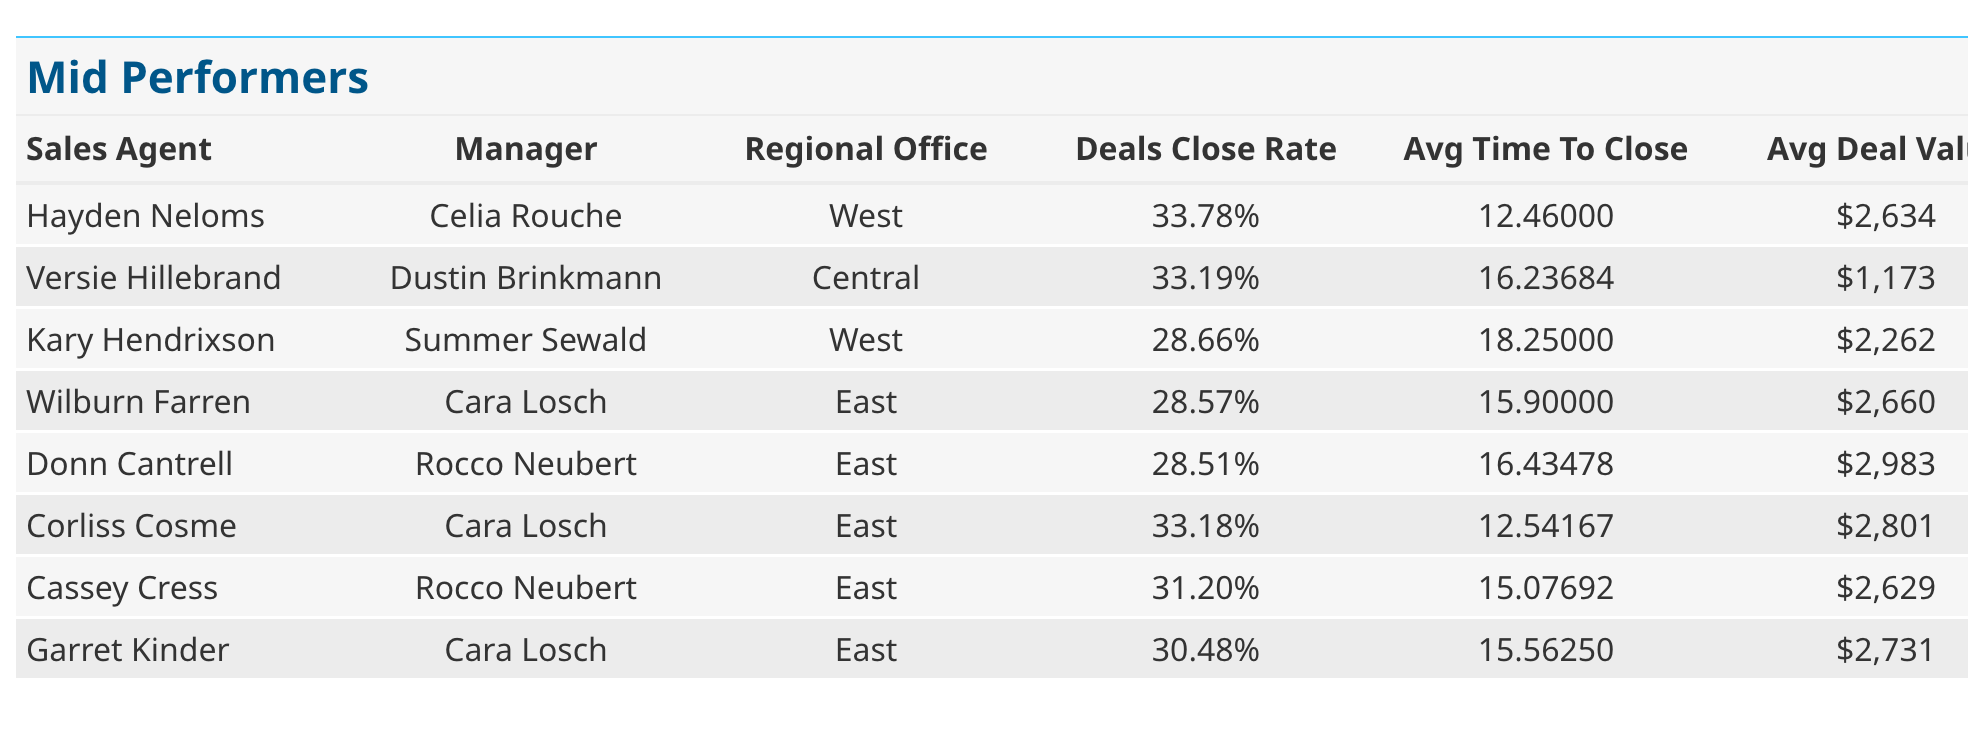 Mid Performers
Sales Agent Manager Regional Office Deals Close Rate Avg Time To Close Avg Deal Valu
Hayden Neloms Celia Rouche West 33.78% 12.46000 $2,634
Versie Hillebrand Dustin Brinkmann Central 33.19% 16.23684 $1,173
Kary Hendrixson Summer Sewald West 28.66% 18.25000 $2,262
Wilburn Farren Cara Losch East 28.57% 15.90000 $2,660
Donn Cantrell Rocco Neubert East 28.51% 16.43478 $2,983
Corliss Cosme Cara Losch East 33.18% 12.54167 $2,801
Cassey Cress Rocco Neubert East 31.20% 15.07692 $2,629
Garret Kinder Cara Losch East 30.48% 15.56250 $2,731